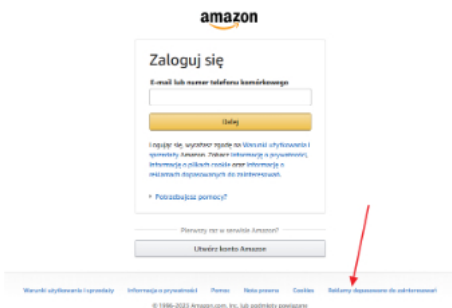 amazon
Zaloguj się
E-mail lub numer telefonu komórkowego
Dalej
Logując się, wyrażasz zgodę na Warunki użytkowania i
sprzedaży Amazon. Zobacz Informację o prywatności,
Informację o plikach cookie oraz Informację o
reklamach dopasowanych do zainteresowań.
Potrzebujesz pomocy?
Pierwszy raz w serwisie Amazon?
Utwórz konto Amazon
Warunki użytkowania i sprzedaży Informacja o prywatności Pomoc Nota prawna Cookies Reklamy dopasowane do zainteresowań
© 1996-2023 Amazon.com, Inc. lub podmioty powiązane